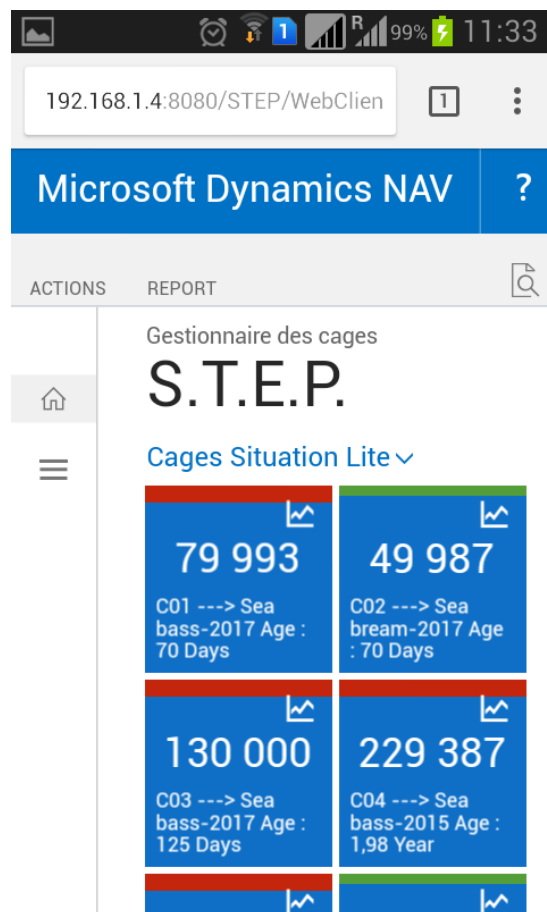 1 R 99% 11:33
192.168.1.4:8080/STEP/WebClien 1
Microsoft Dynamics NAV ?
ACTIONS REPORT
Gestionnaire des cages
S.T.E.P.
Cages Situation Lite
79 993
C01 ---> Sea
bass-2017 Age :
70 Days
49 987
C02 ---> Sea
bream-2017 Age
: 70 Days
130 000
C03 ---> Sea
bass-2017 Age :
125 Days
229 387
C04 ---> Sea
bass-2015 Age :
1,98 Year